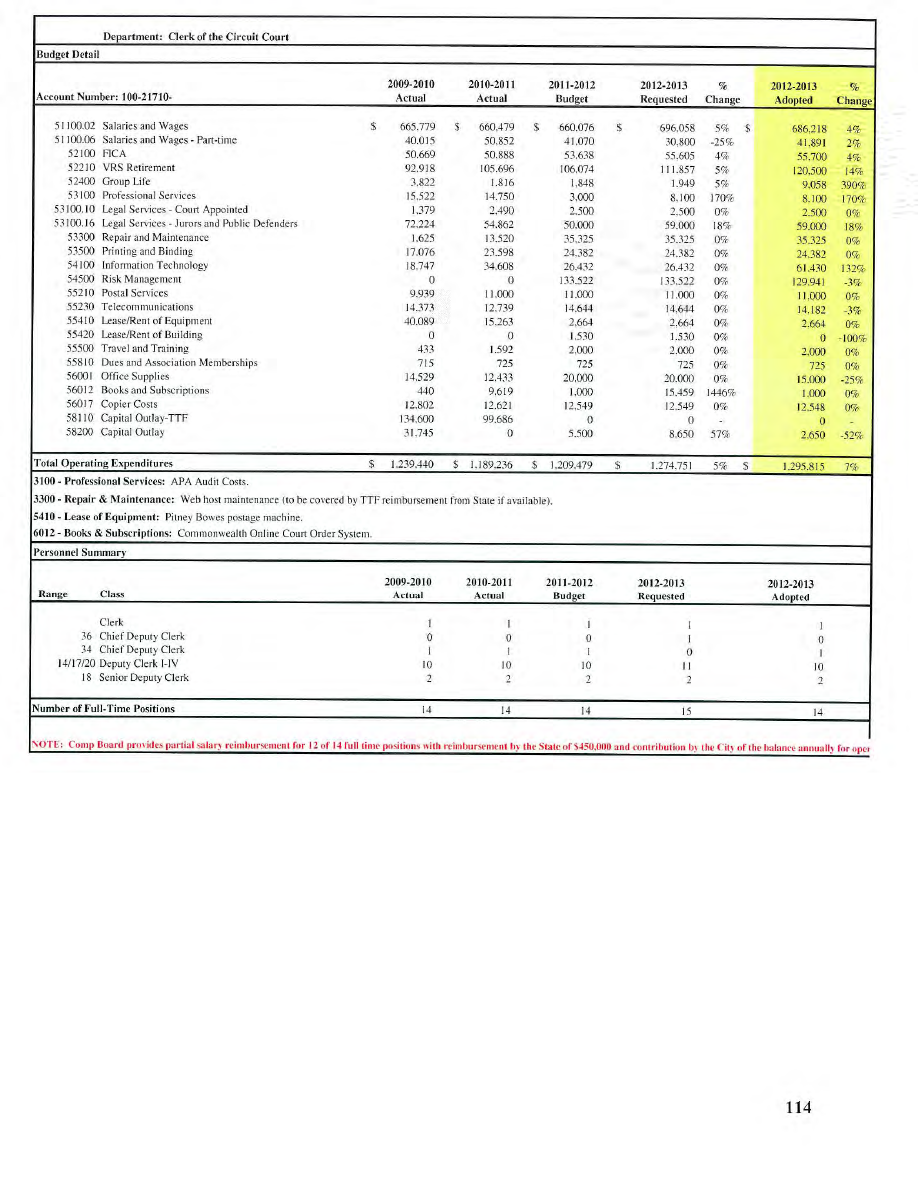 Department: Clerk of the Circuit Court
Budget Detail
2009-2010 2010-2011 2011-2012 2012-2013 % 2012-2013 %
Account Number: 100-21710- Actual Actual Budget Requested Change Adopted Change
51100.02 Salaries and Wages $ 665,779 $ 660,479 $ 660,076 $ 696,058 5% $ 686,218 4%
51100.06 Salaries and Wages - Part-time 40,015 50,852 41,070 30,800 -25% 41,891 2%
52100 FICA 50,669 50,888 53,638 55,605 4% 55,700 4%
52210 VRS Retirement 92,918 105,696 106,074 111,857 5% 120,500 14%
52400 Group Life 3,822 1,816 1,848 1,949 5% 9,058 390%
53100 Professional Services 15,522 14,750 3,000 8,100 170% 8,100 170%
53100.10 Legal Services - Court Appointed 1,379 2,490 2,500 2,500 0% 2,500 0%
53100.16 Legal Services - Jurors and Public Defenders 72,224 54,862 50,000 59,000 18% 59,000 18%
53300 Repair and Maintenance 1,625 13,520 35,325 35,325 0% 35,325 0%
53500 Printing and Binding 17,076 23,598 24,382 24,382 0% 24,382 0%
54100 Information Technology 18,747 34,608 26,432 26,432 0% 61,430 132%
54500 Risk Management 0 0 133,522 133,522 0% 129,941 -3%
55210 Postal Services 9,939 11,000 11,000 11,000 0% 11,000 0%
55230 Telecommunications 14,373 12,739 14,644 14,644 0% 14,182 -3%
55410 Lease/Rent of Equipment 40,089 15,263 2,664 2,664 0% 2,664 0%
55420 Lease/Rent of Building 0 0 1,530 1,530 0% 0 -100%
55500 Travel and Training 433 1,592 2,000 2,000 0% 2,000 0%
55810 Dues and Association Memberships 715 725 725 725 0% 725 0%
56001 Office Supplies 14,529 12,433 20,000 20,000 0% 15,000 -25%
56012 Books and Subscriptions 440 9,619 1,000 15,459 1446% 1,000 0%
56017 Copier Costs 12,802 12,621 12,549 12,549 0% 12,548 0%
58110 Capital Outlay-TTF 134,600 99,686 0 0 - 0 -
58200 Capital Outlay 31,745 0 5,500 8,650 57% 2,650 -52%
Total Operating Expenditures $ 1,239,440 $ 1,189,236 $ 1,209,479 $ 1,274,751 5% $ 1,295,815 7%
3100 - Professional Services: APA Audit Costs.
3300 - Repair & Maintenance: Web host maintenance (to be covered by TTF reimbursement from State if available).
5410 - Lease of Equipment: Pitney Bowes postage machine.
6012 - Books & Subscriptions: Commonwealth Online Court Order System.
Personnel Summary
2009-2010 2010-2011 2011-2012 2012-2013 2012-2013
Range Class Actual Actual Budget Requested Adopted
Clerk 1 1 1 1 1
36 Chief Deputy Clerk 0 0 0 1 0
34 Chief Deputy Clerk 1 1 1 0 1
14/17/20 Deputy Clerk I-IV 10 10 10 11 10
18 Senior Deputy Clerk 2 2 2 2 2
Number of Full-Time Positions 14 14 14 15 14
NOTE: Comp Board provides partial salary reimbursement for 12 of 14 full time positions with reimbursement by the State of $450,000 and contribution by the City of the balance annually for oper
114